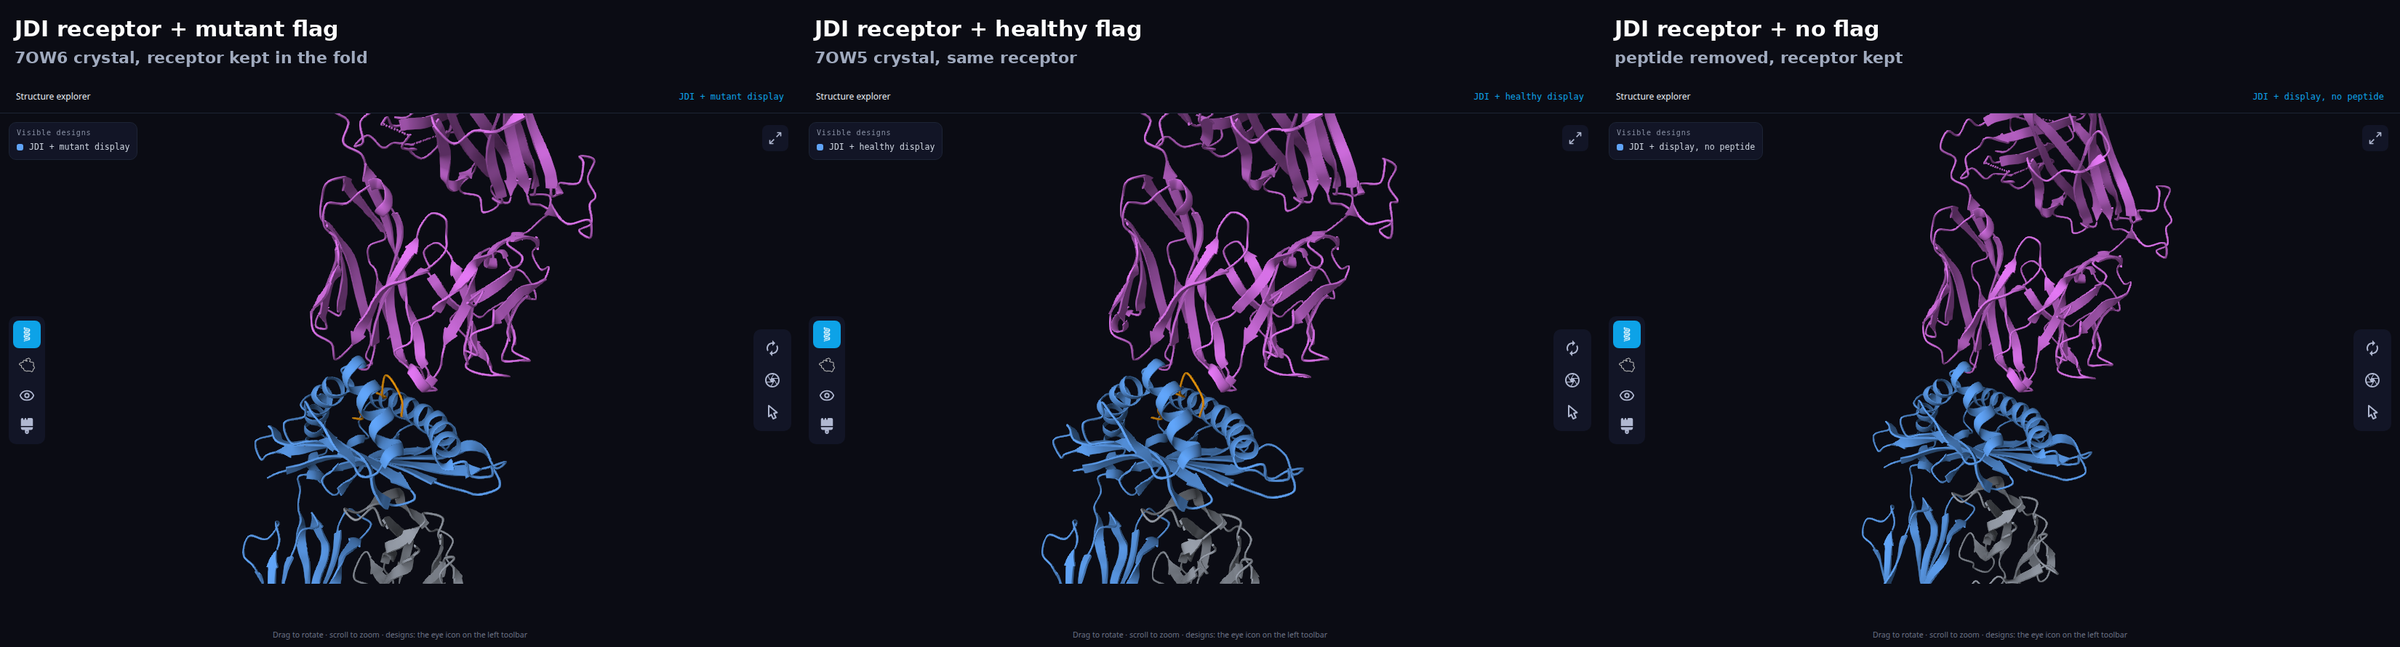 JDI receptor + mutant flag
7OW6 crystal, receptor kept in the fold
Structure explorer
JDI + mutant display
Visible designs
JDI + mutant display
Drag to rotate · scroll to zoom · designs: the eye icon on the left toolbar
JDI receptor + healthy flag
7OW5 crystal, same receptor
Structure explorer
JDI + healthy display
Visible designs
JDI + healthy display
Drag to rotate · scroll to zoom · designs: the eye icon on the left toolbar
JDI receptor + no flag
peptide removed, receptor kept
Structure explorer
JDI + display, no peptide
Visible designs
JDI + display, no peptide
Drag to rotate · scroll to zoom · designs: the eye icon on the left toolbar